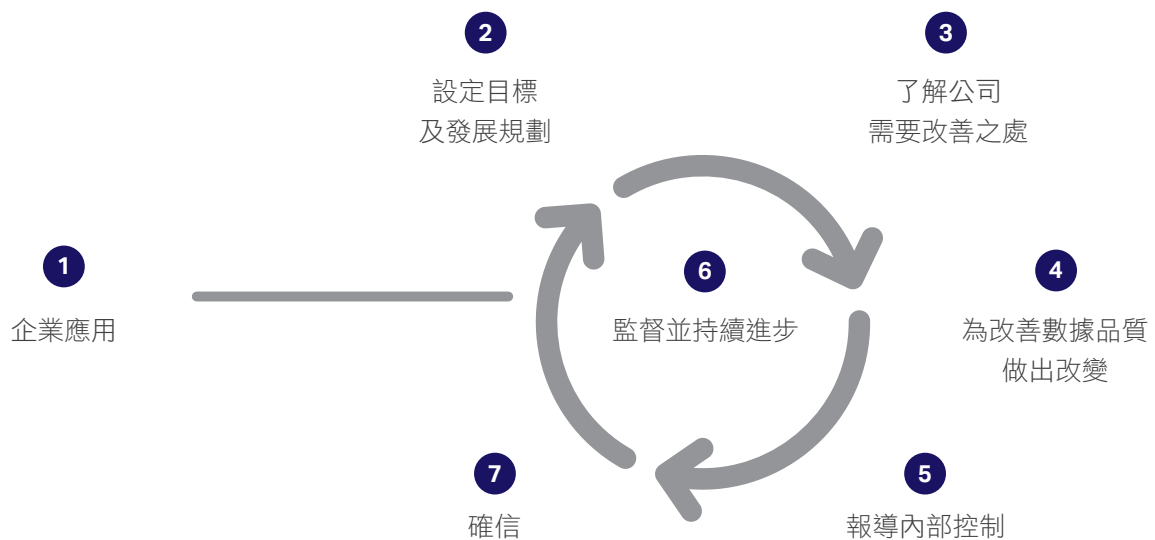 1
企業應用
2
設定目標
及發展規劃
3
了解公司
需要改善之處
4
為改善數據品質
做出改變
5
報導內部控制
6
監督並持續進步
7
確信